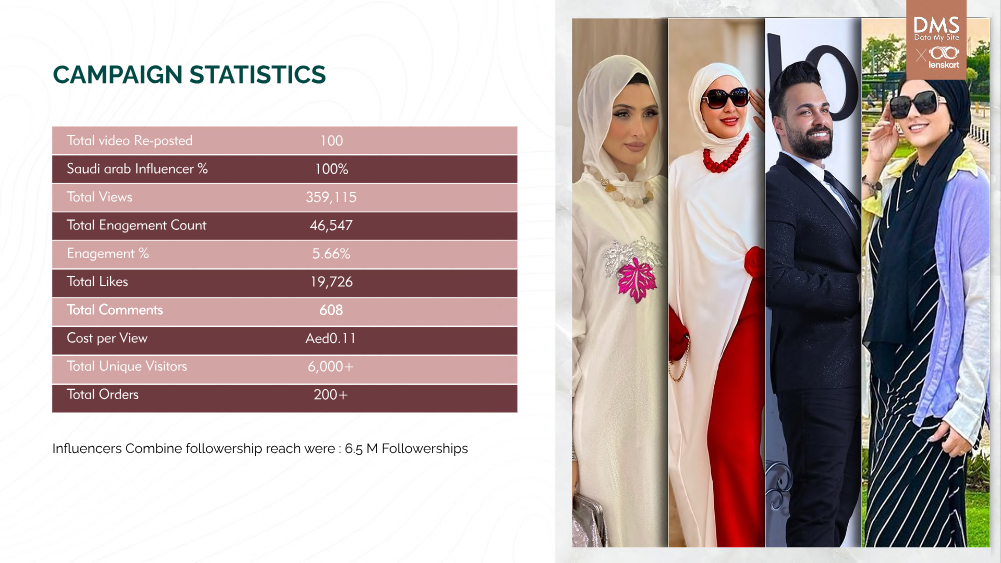 CAMPAIGN STATISTICS
Total video Re-posted 100
Saudi arab Influencer % 100%
Total Views 359,115
Total Enagement Count 46,547
Enagement % 5.66%
Total Likes 19,726
Total Comments 608
Cost per View Aed0.11
Total Unique Visitors 6,000+
Total Orders 200+
Influencers Combine followership reach were : 6.5 M Followerships
DMS
Data My Site
X lenskart
lo